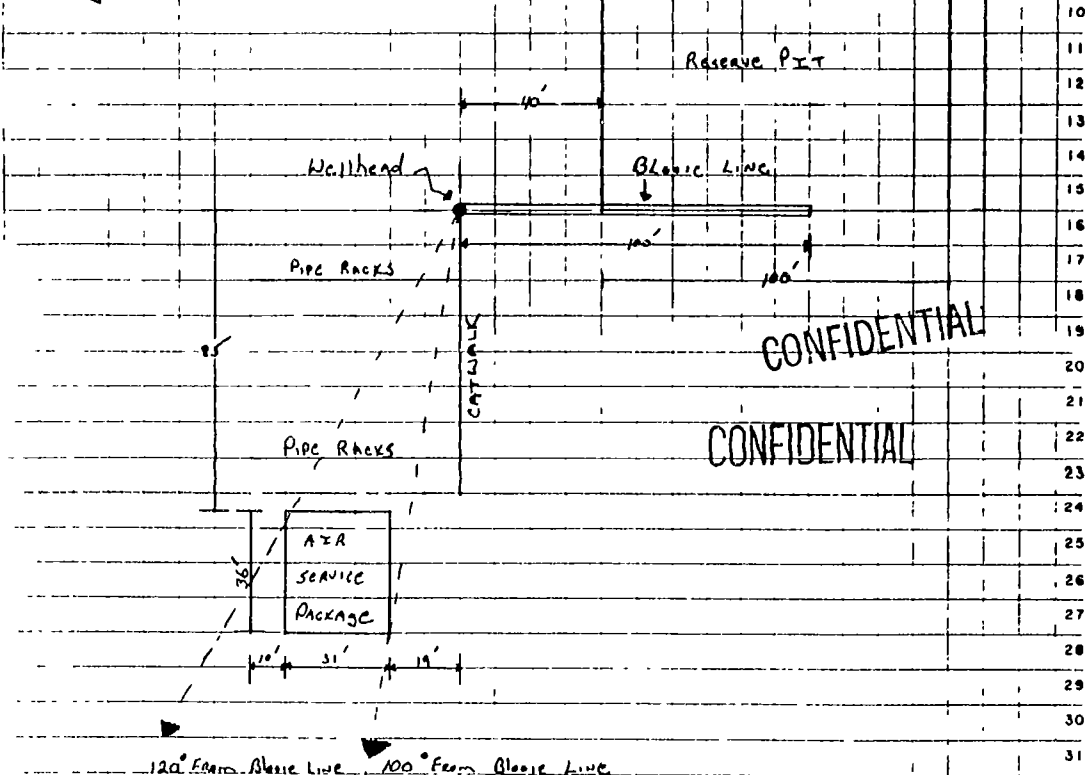 10
11
Reserve PIT
12
40'
13
14
Wellhead
BLooie LiNe
15
16
100'
17
Pipe Racks
100'
18
19
CONFIDENTIAL
85'
20
CATWALK
21
22
CONFIDENTIAL
Pipe Racks
23
24
AIR
25
36'
SERVICE
26
PACKAge
27
28
10'
31'
19'
29
30
120° From Blooie Line
100° From Blooie Line
31